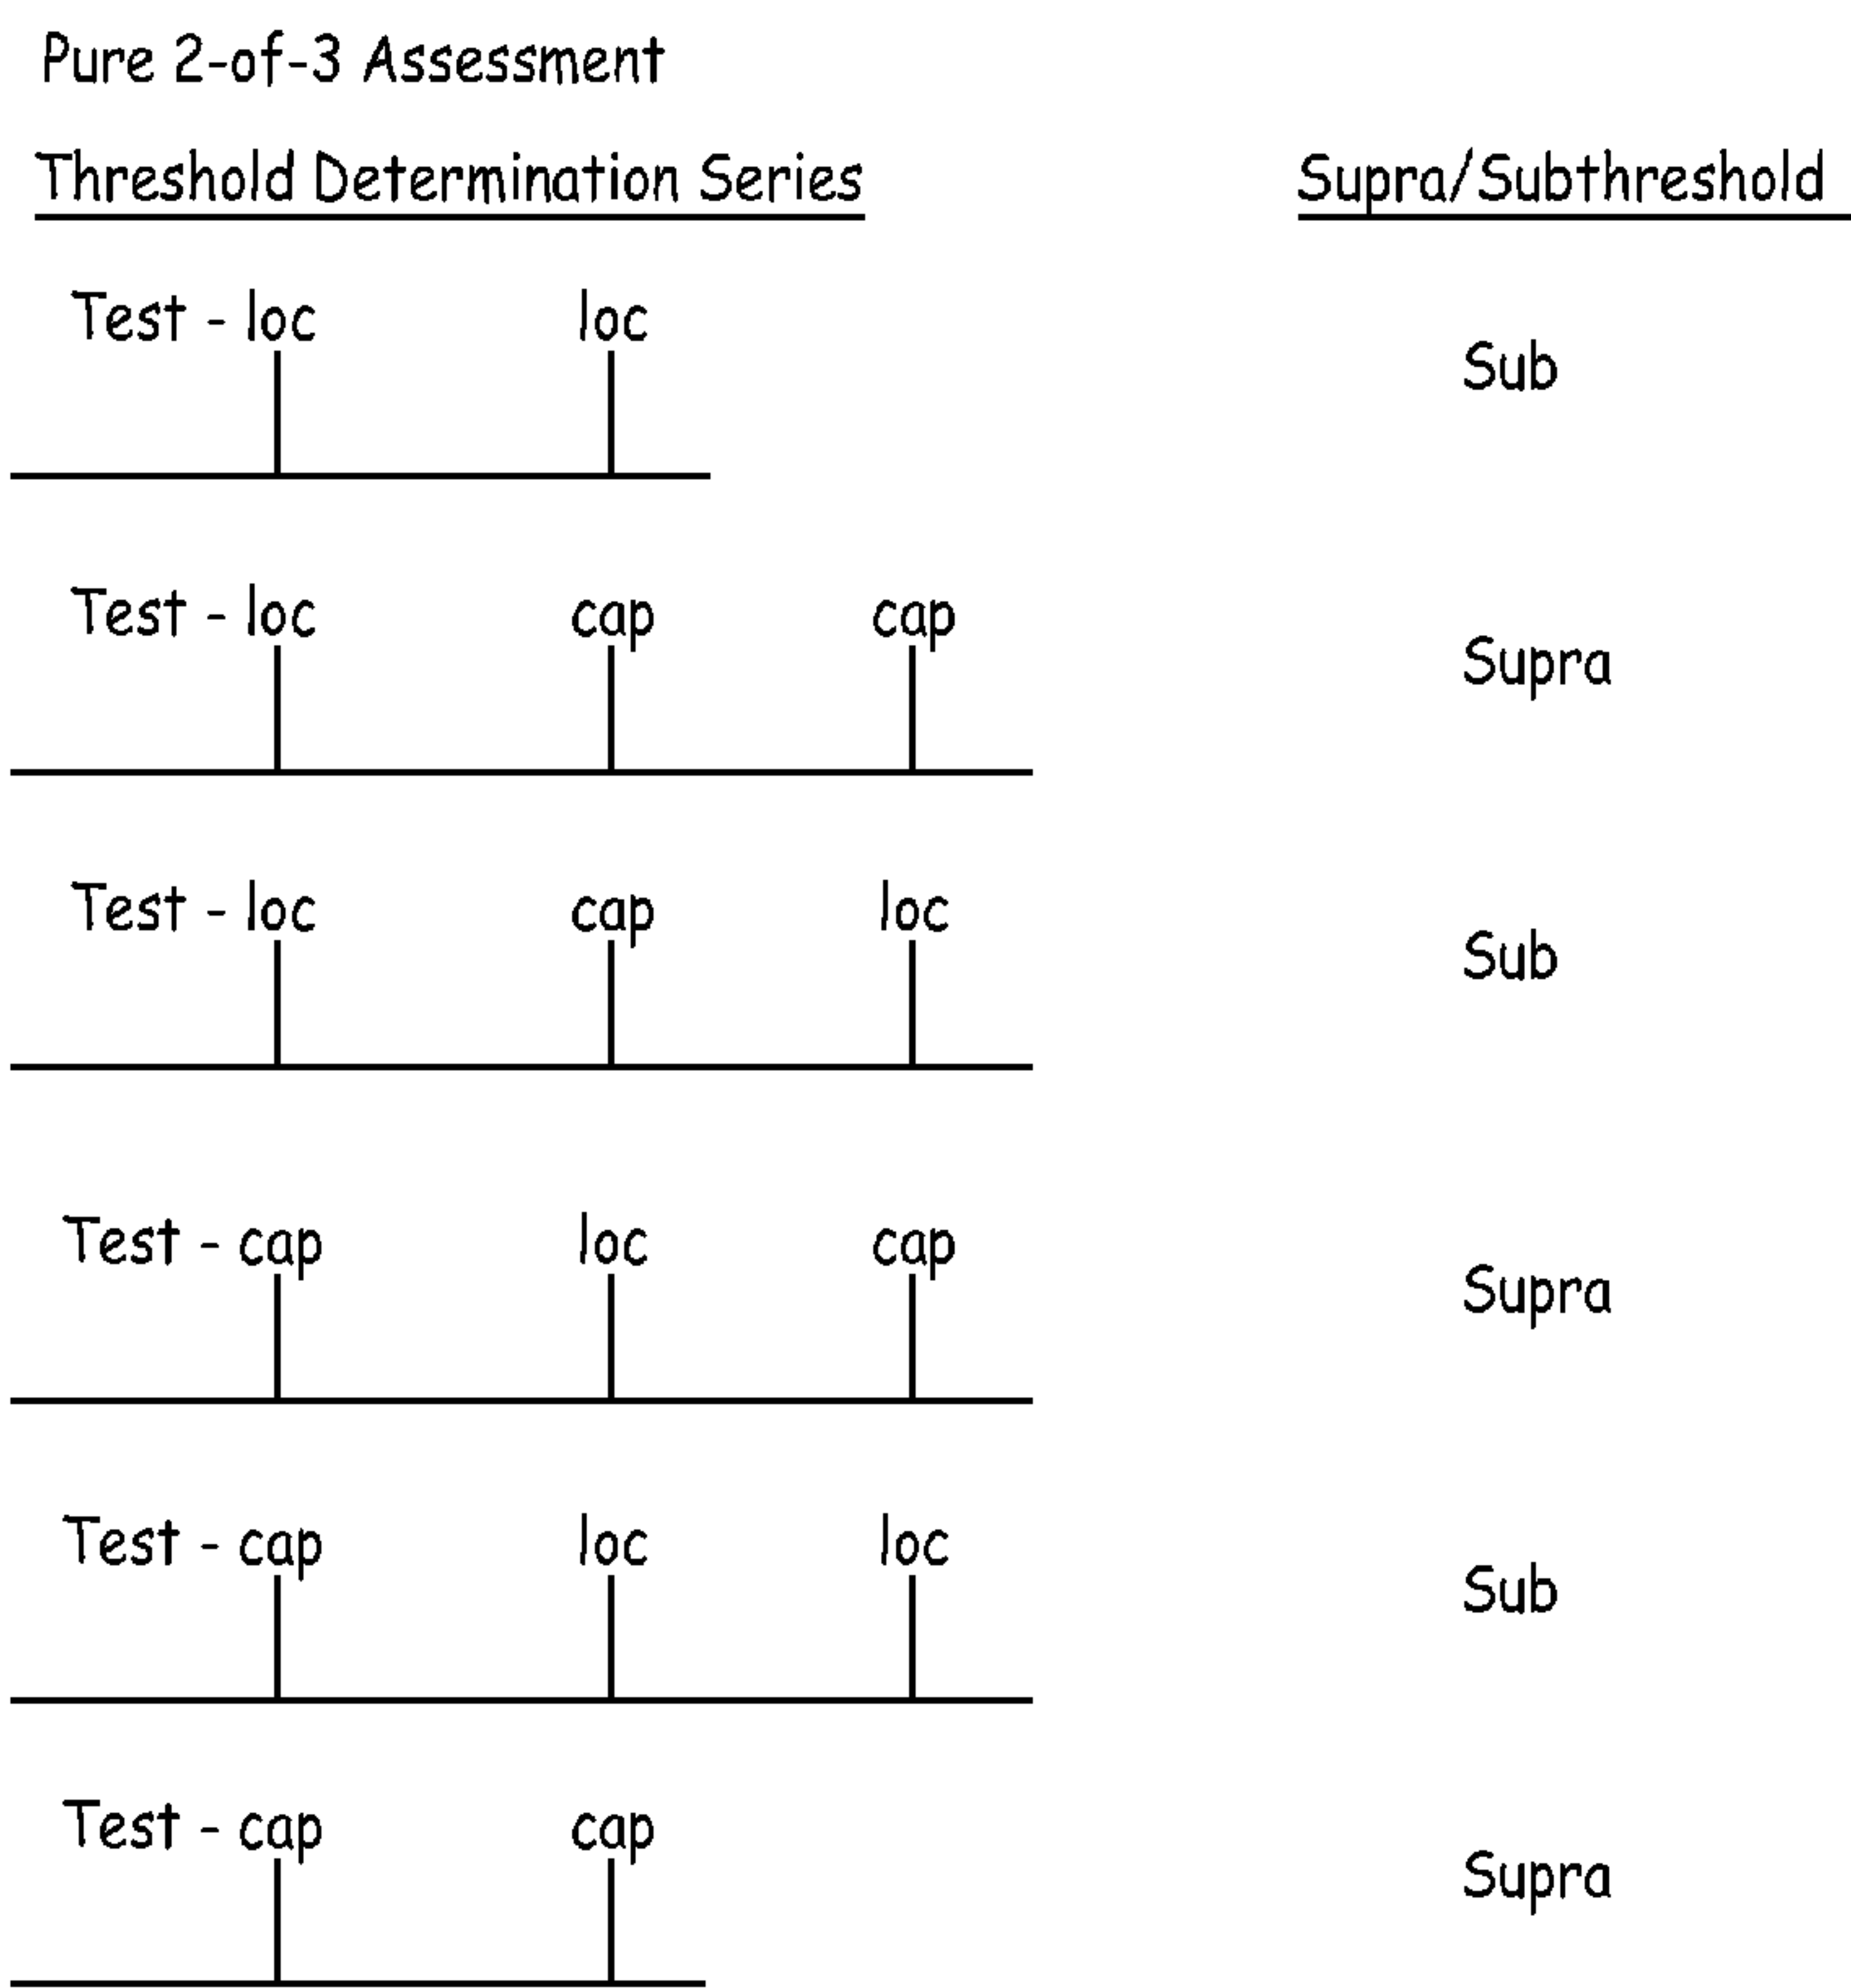 Pure 2-of-3 Assessment
Threshold Determination Series Supra/Subthreshold
Test - loc loc
Sub
Test - loc cap cap
Supra
Test - loc cap loc
Sub
Test - cap loc cap
Supra
Test - cap loc loc
Sub
Test - cap cap
Supra